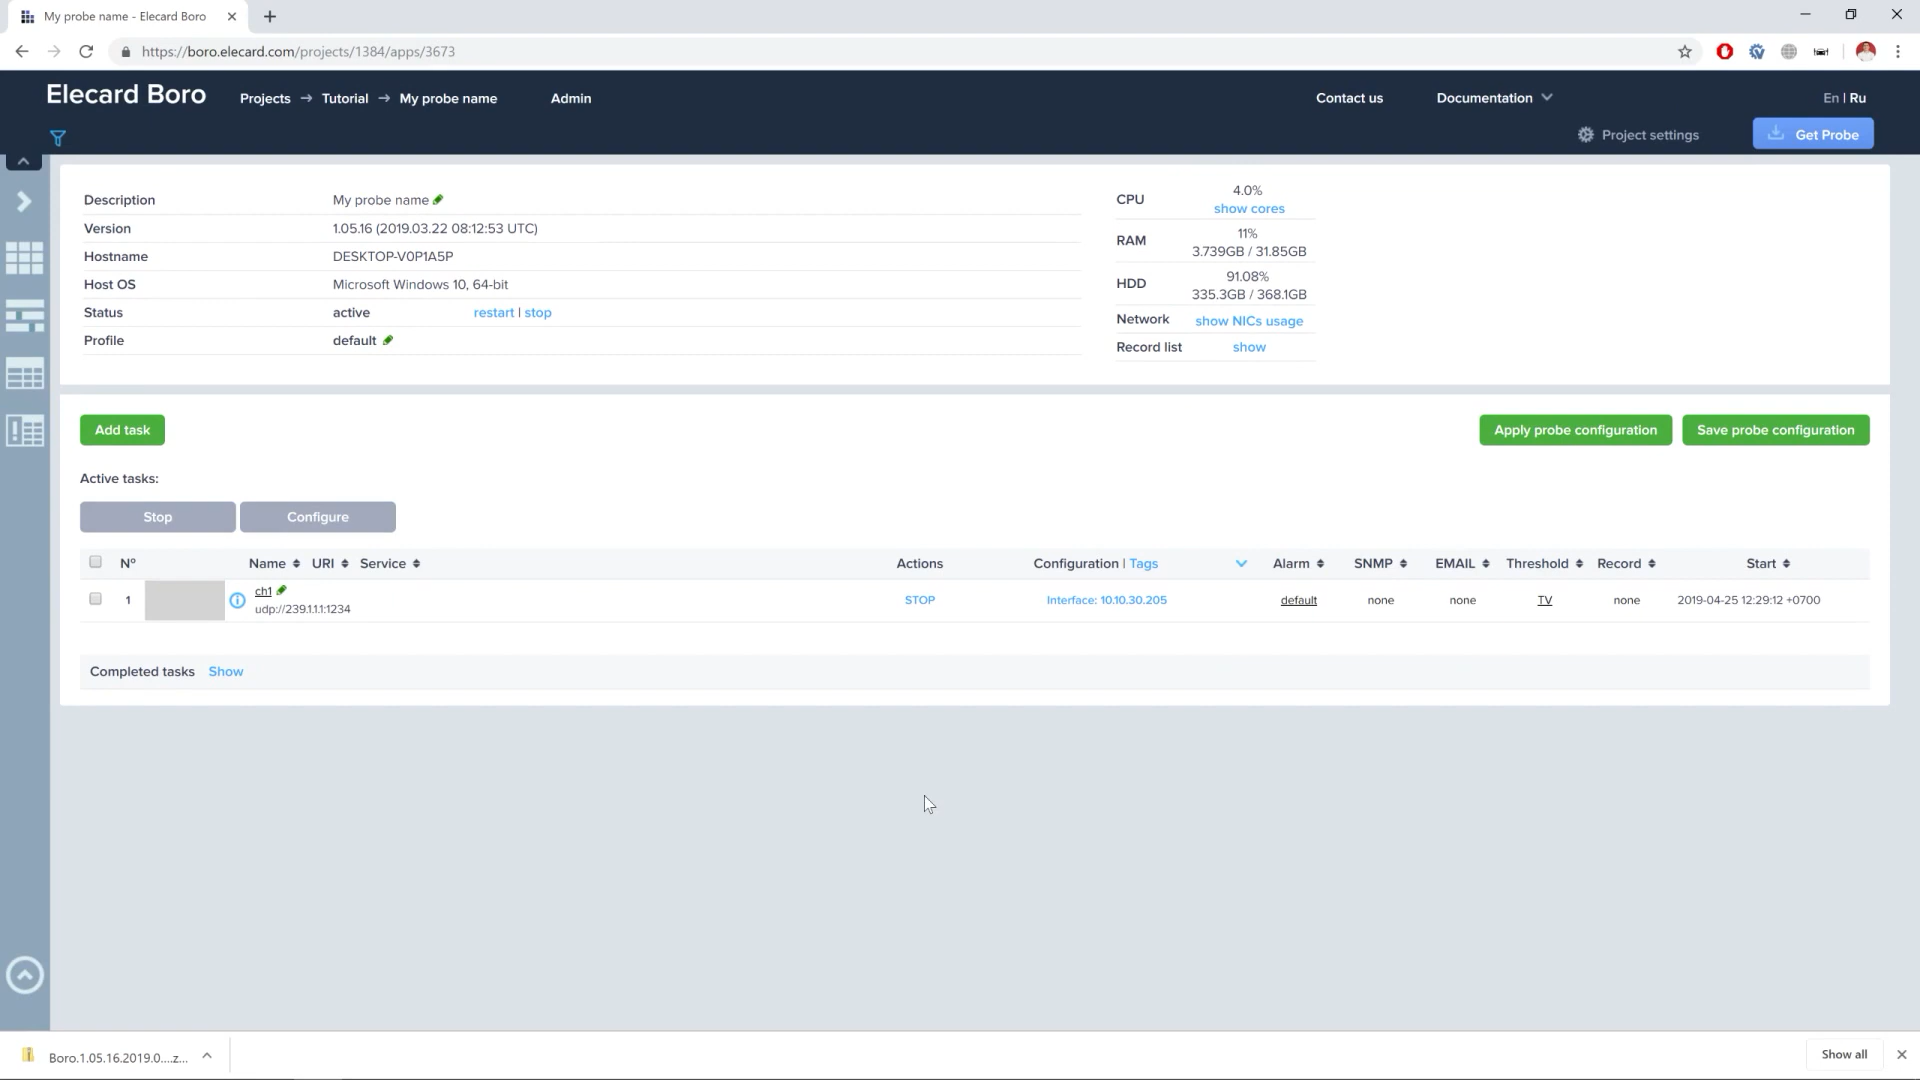 My probe name - Elecard Boro
https://boro.elecard.com/projects/1384/apps/3673
Elecard Boro
Projects → Tutorial → My probe name
Admin
Contact us
Documentation
En | Ru
Project settings
Get Probe
Description
My probe name
Version
1.05.16 (2019.03.22 08:12:53 UTC)
Hostname
DESKTOP-V0P1A5P
Host OS
Microsoft Windows 10, 64-bit
Status
active
restart | stop
Profile
default
CPU
4.0%
show cores
RAM
11%
3.739GB / 31.85GB
HDD
91.08%
335.3GB / 368.1GB
Network
show NICs usage
Record list
show
Add task
Apply probe configuration
Save probe configuration
Active tasks:
Stop
Configure
Nº Name URI Service Actions Configuration | Tags Alarm SNMP EMAIL Threshold Record Start
1
ch1
udp://239.1.1.1:1234
STOP
Interface: 10.10.30.205
default
none
none
TV
none
2019-04-25 12:29:12 +0700
Completed tasks Show
Boro.1.05.16.2019.0....z...
Show all